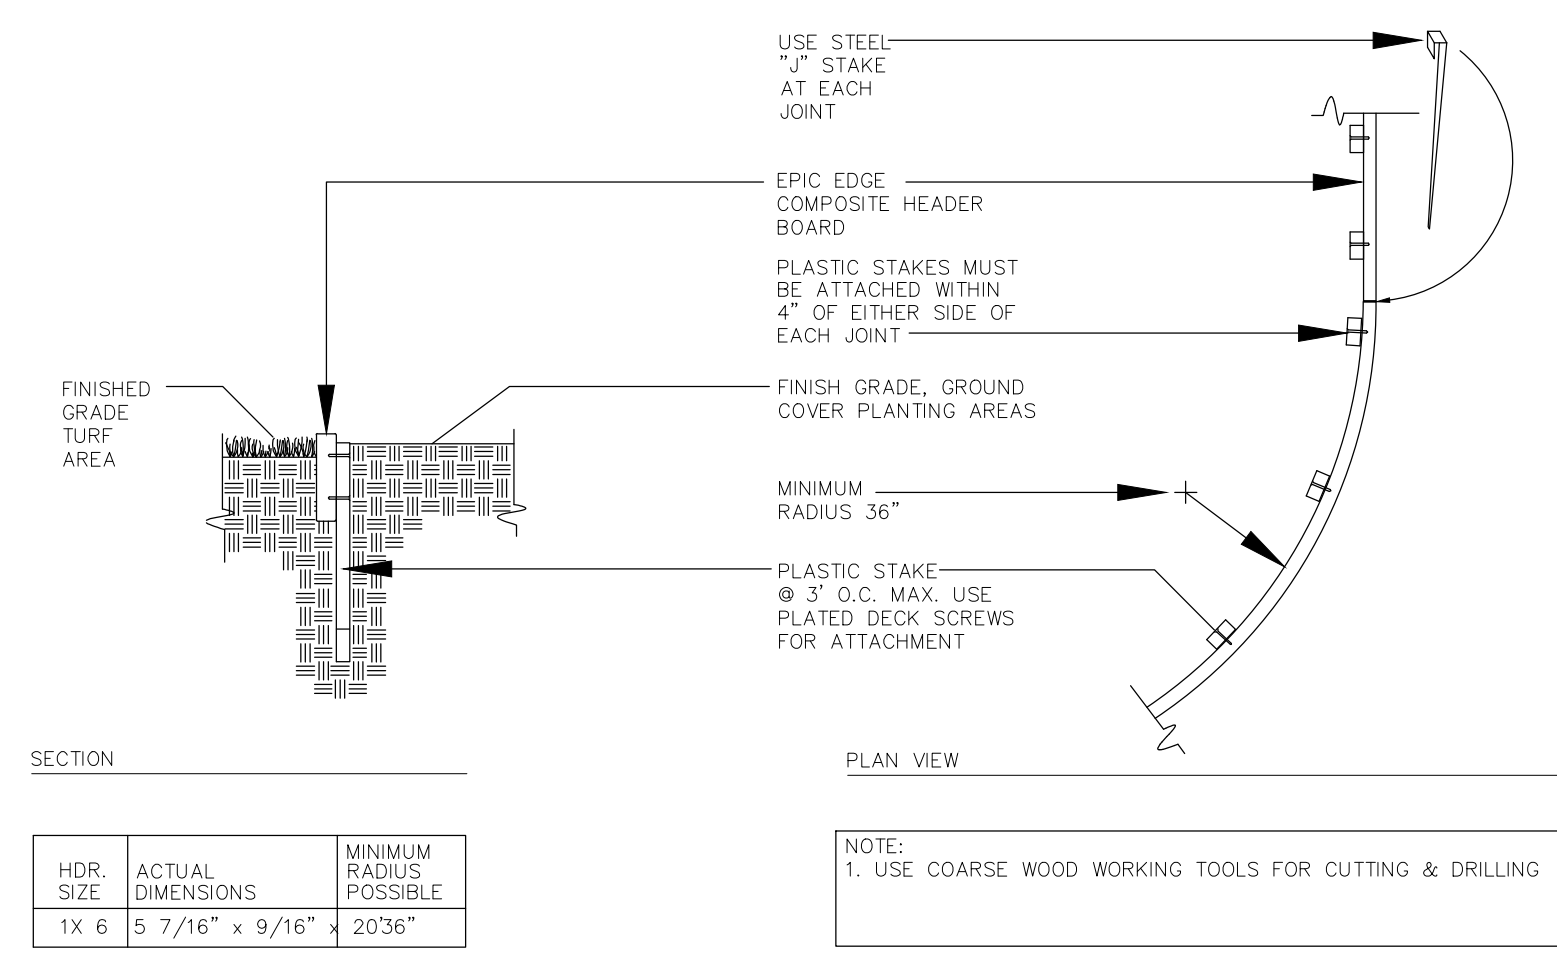 USE STEEL
"J" STAKE
AT EACH
JOINT
EPIC EDGE
COMPOSITE HEADER
BOARD
PLASTIC STAKES MUST
BE ATTACHED WITHIN
4" OF EITHER SIDE OF
EACH JOINT
FINISHED
GRADE
TURF
AREA
FINISH GRADE, GROUND
COVER PLANTING AREAS
MINIMUM
RADIUS 36"
PLASTIC STAKE
@ 3' O.C. MAX. USE
PLATED DECK SCREWS
FOR ATTACHMENT
SECTION
PLAN VIEW
HDR.
SIZE
ACTUAL
DIMENSIONS
MINIMUM
RADIUS
POSSIBLE
1X 6
5 7/16" x 9/16" x 20'
36"
NOTE:
1. USE COARSE WOOD WORKING TOOLS FOR CUTTING & DRILLING